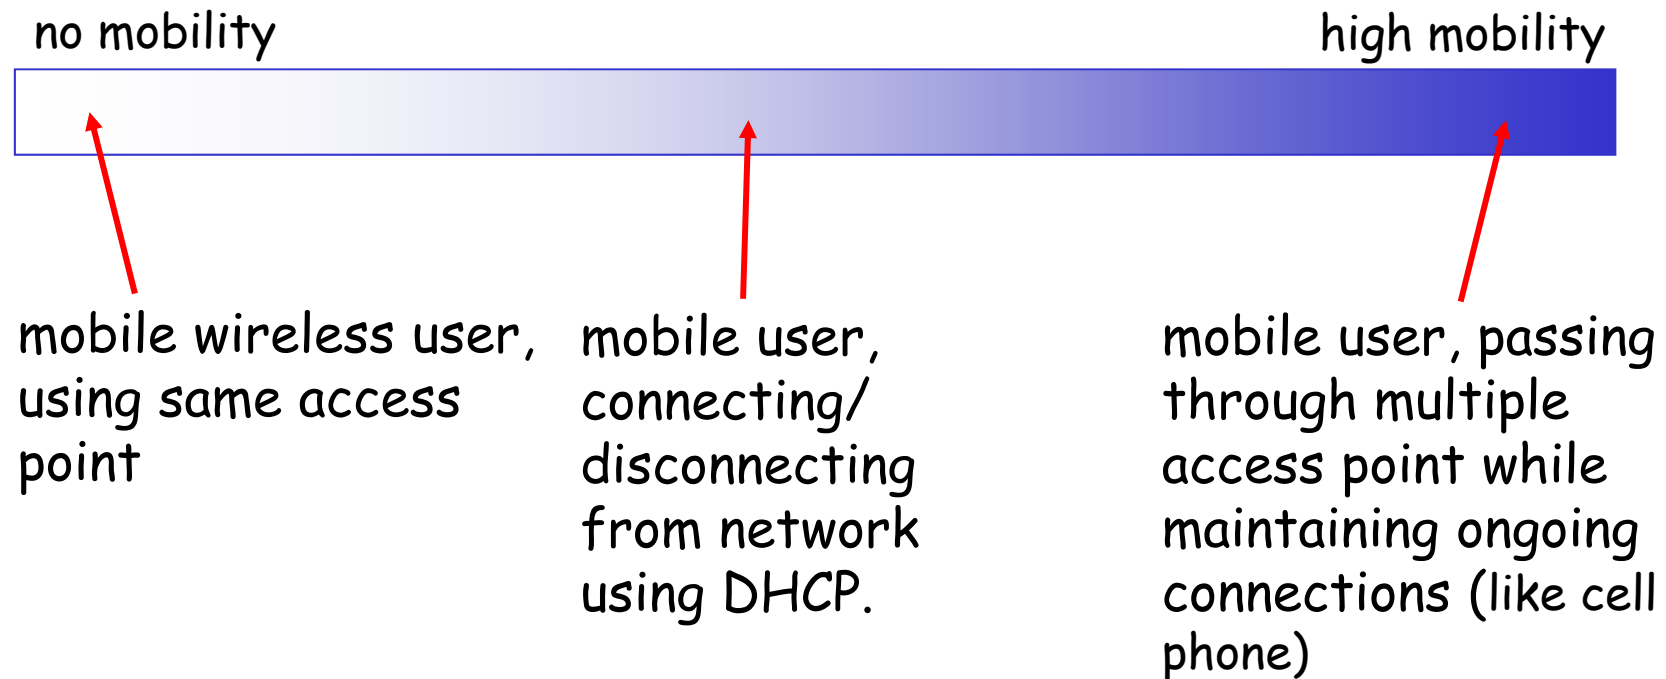 no mobility
high mobility
mobile wireless user,
using same access
point
mobile user,
connecting/
disconnecting
from network
using DHCP.
mobile user, passing
through multiple
access point while
maintaining ongoing
connections (like cell
phone)